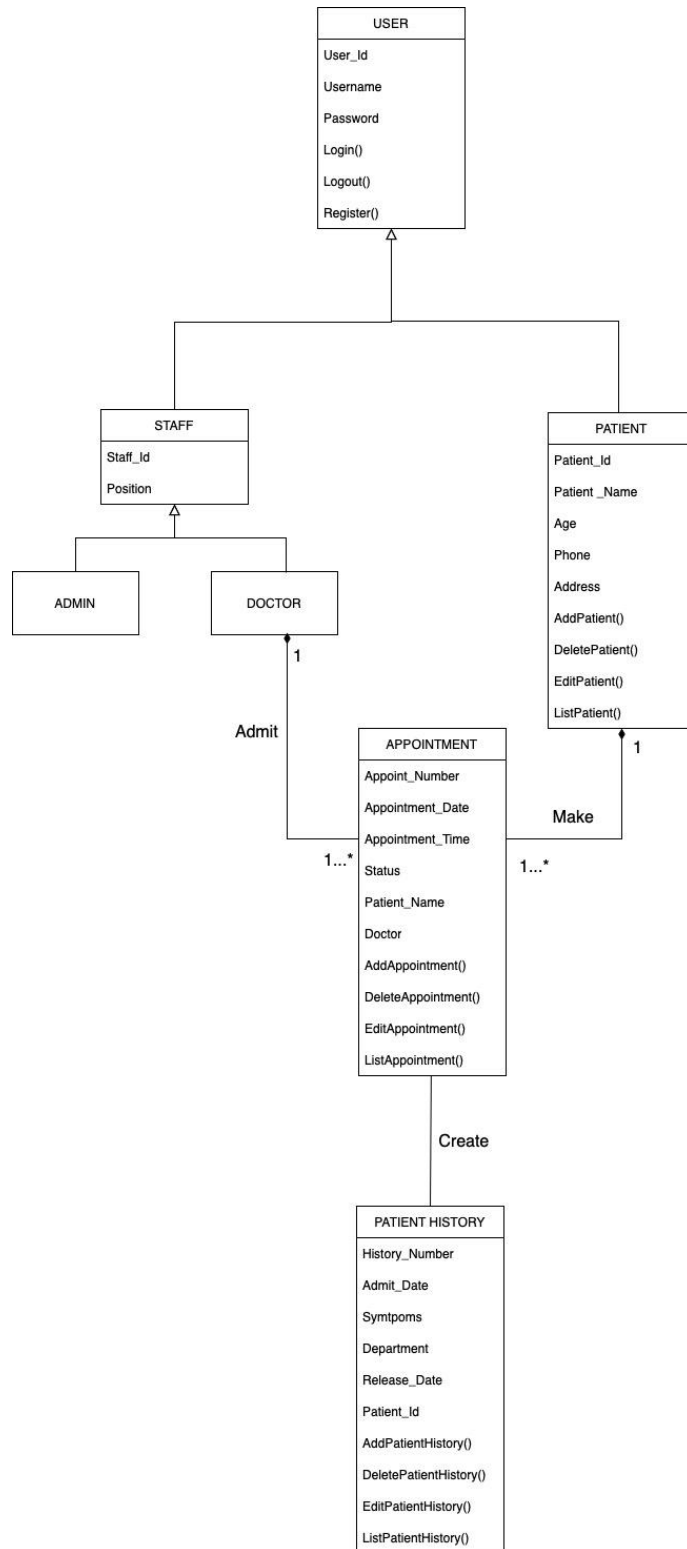 USER
User_Id
Username
Password
Login()
Logout()
Register()
STAFF
Staff_Id
Position
PATIENT
Patient_Id
Patient _Name
Age
Phone
Address
AddPatient()
DeletePatient()
EditPatient()
ListPatient()
ADMIN
DOCTOR
1
1
Admit
Make
1...*
1...*
APPOINTMENT
Appoint_Number
Appointment_Date
Appointment_Time
Status
Patient_Name
Doctor
AddAppointment()
DeleteAppointment()
EditAppointment()
ListAppointment()
Create
PATIENT HISTORY
History_Number
Admit_Date
Symtpoms
Department
Release_Date
Patient_Id
AddPatientHistory()
DeletePatientHistory()
EditPatientHistory()
ListPatientHistory()